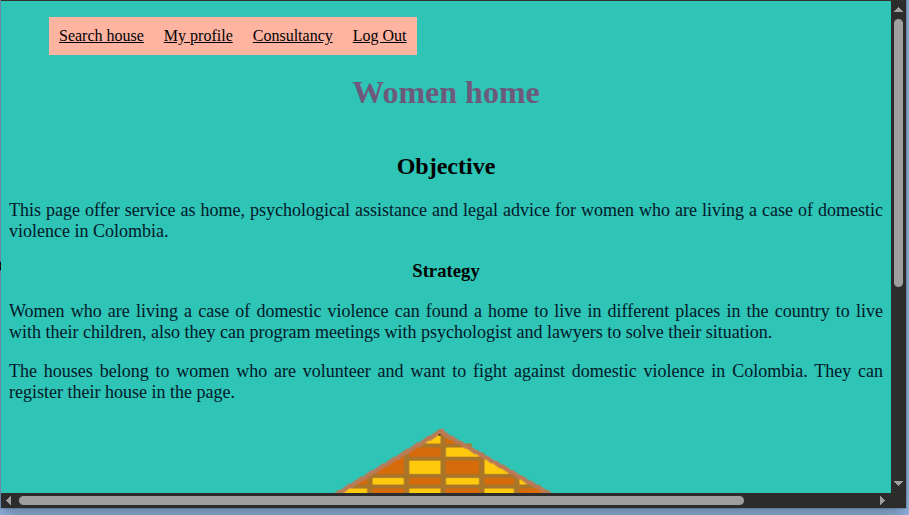 Search house My profile Consultancy Log Out
Women home
Objective
This page offer service as home, psychological assistance and legal advice for women who are living a case of domestic
violence in Colombia.
Strategy
Women who are living a case of domestic violence can found a home to live in different places in the country to live
with their children, also they can program meetings with psychologist and lawyers to solve their situation.
The houses belong to women who are volunteer and want to fight against domestic violence in Colombia. They can
register their house in the page.